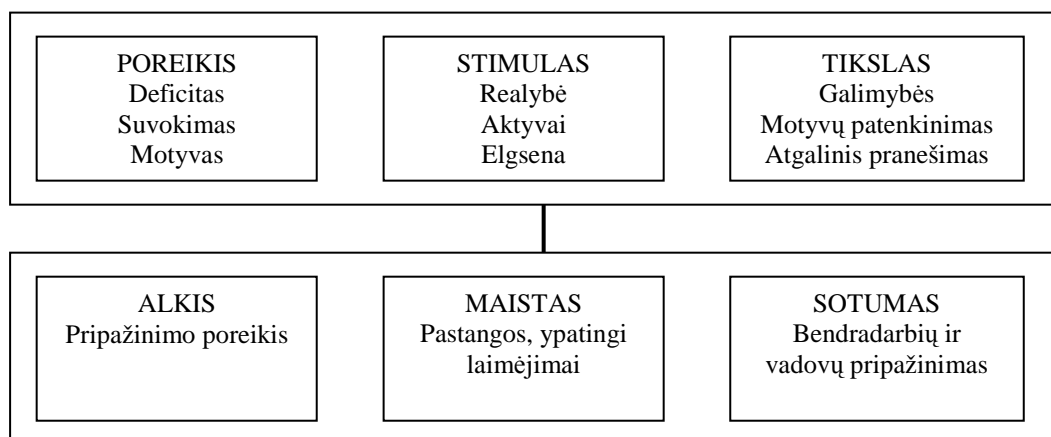 POREIKIS
Deficitas
Suvokimas
Motyvas
STIMULAS
Realybė
Aktyvai
Elgsena
TIKSLAS
Galimybės
Motyvų patenkinimas
Atgalinis pranešimas
ALKIS
Pripažinimo poreikis
MAISTAS
Pastangos, ypatingi
laimėjimai
SOTUMAS
Bendradarbių ir
vadovų pripažinimas